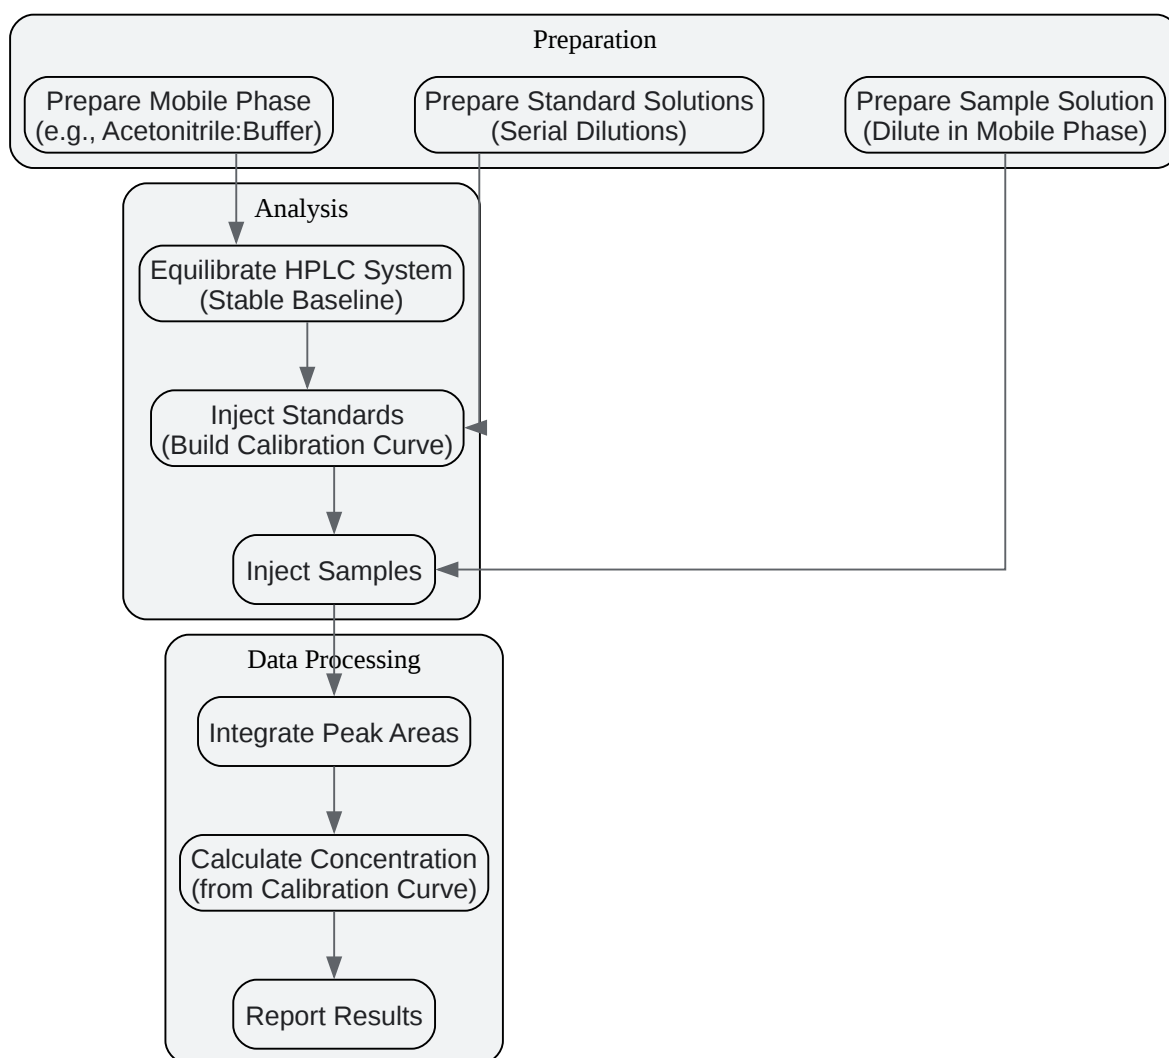 Preparation
Prepare Mobile Phase
(e.g., Acetonitrile:Buffer)
Prepare Standard Solutions
(Serial Dilutions)
Prepare Sample Solution
(Dilute in Mobile Phase)
Analysis
Equilibrate HPLC System
(Stable Baseline)
Inject Standards
(Build Calibration Curve)
Inject Samples
Data Processing
Integrate Peak Areas
Calculate Concentration
(from Calibration Curve)
Report Results